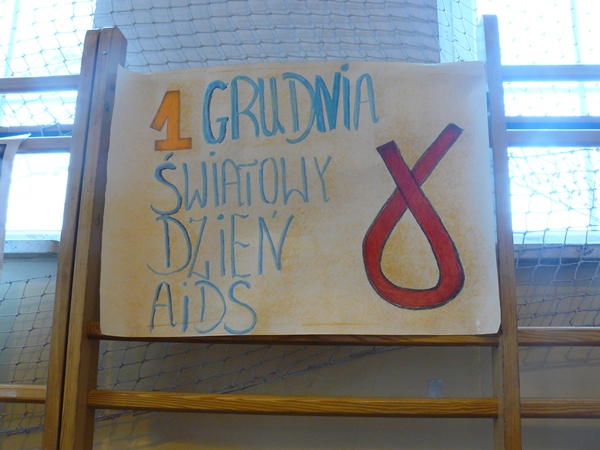 1 GRUDNiA
ŚWiATOWY
DZiEŃ
AiDS